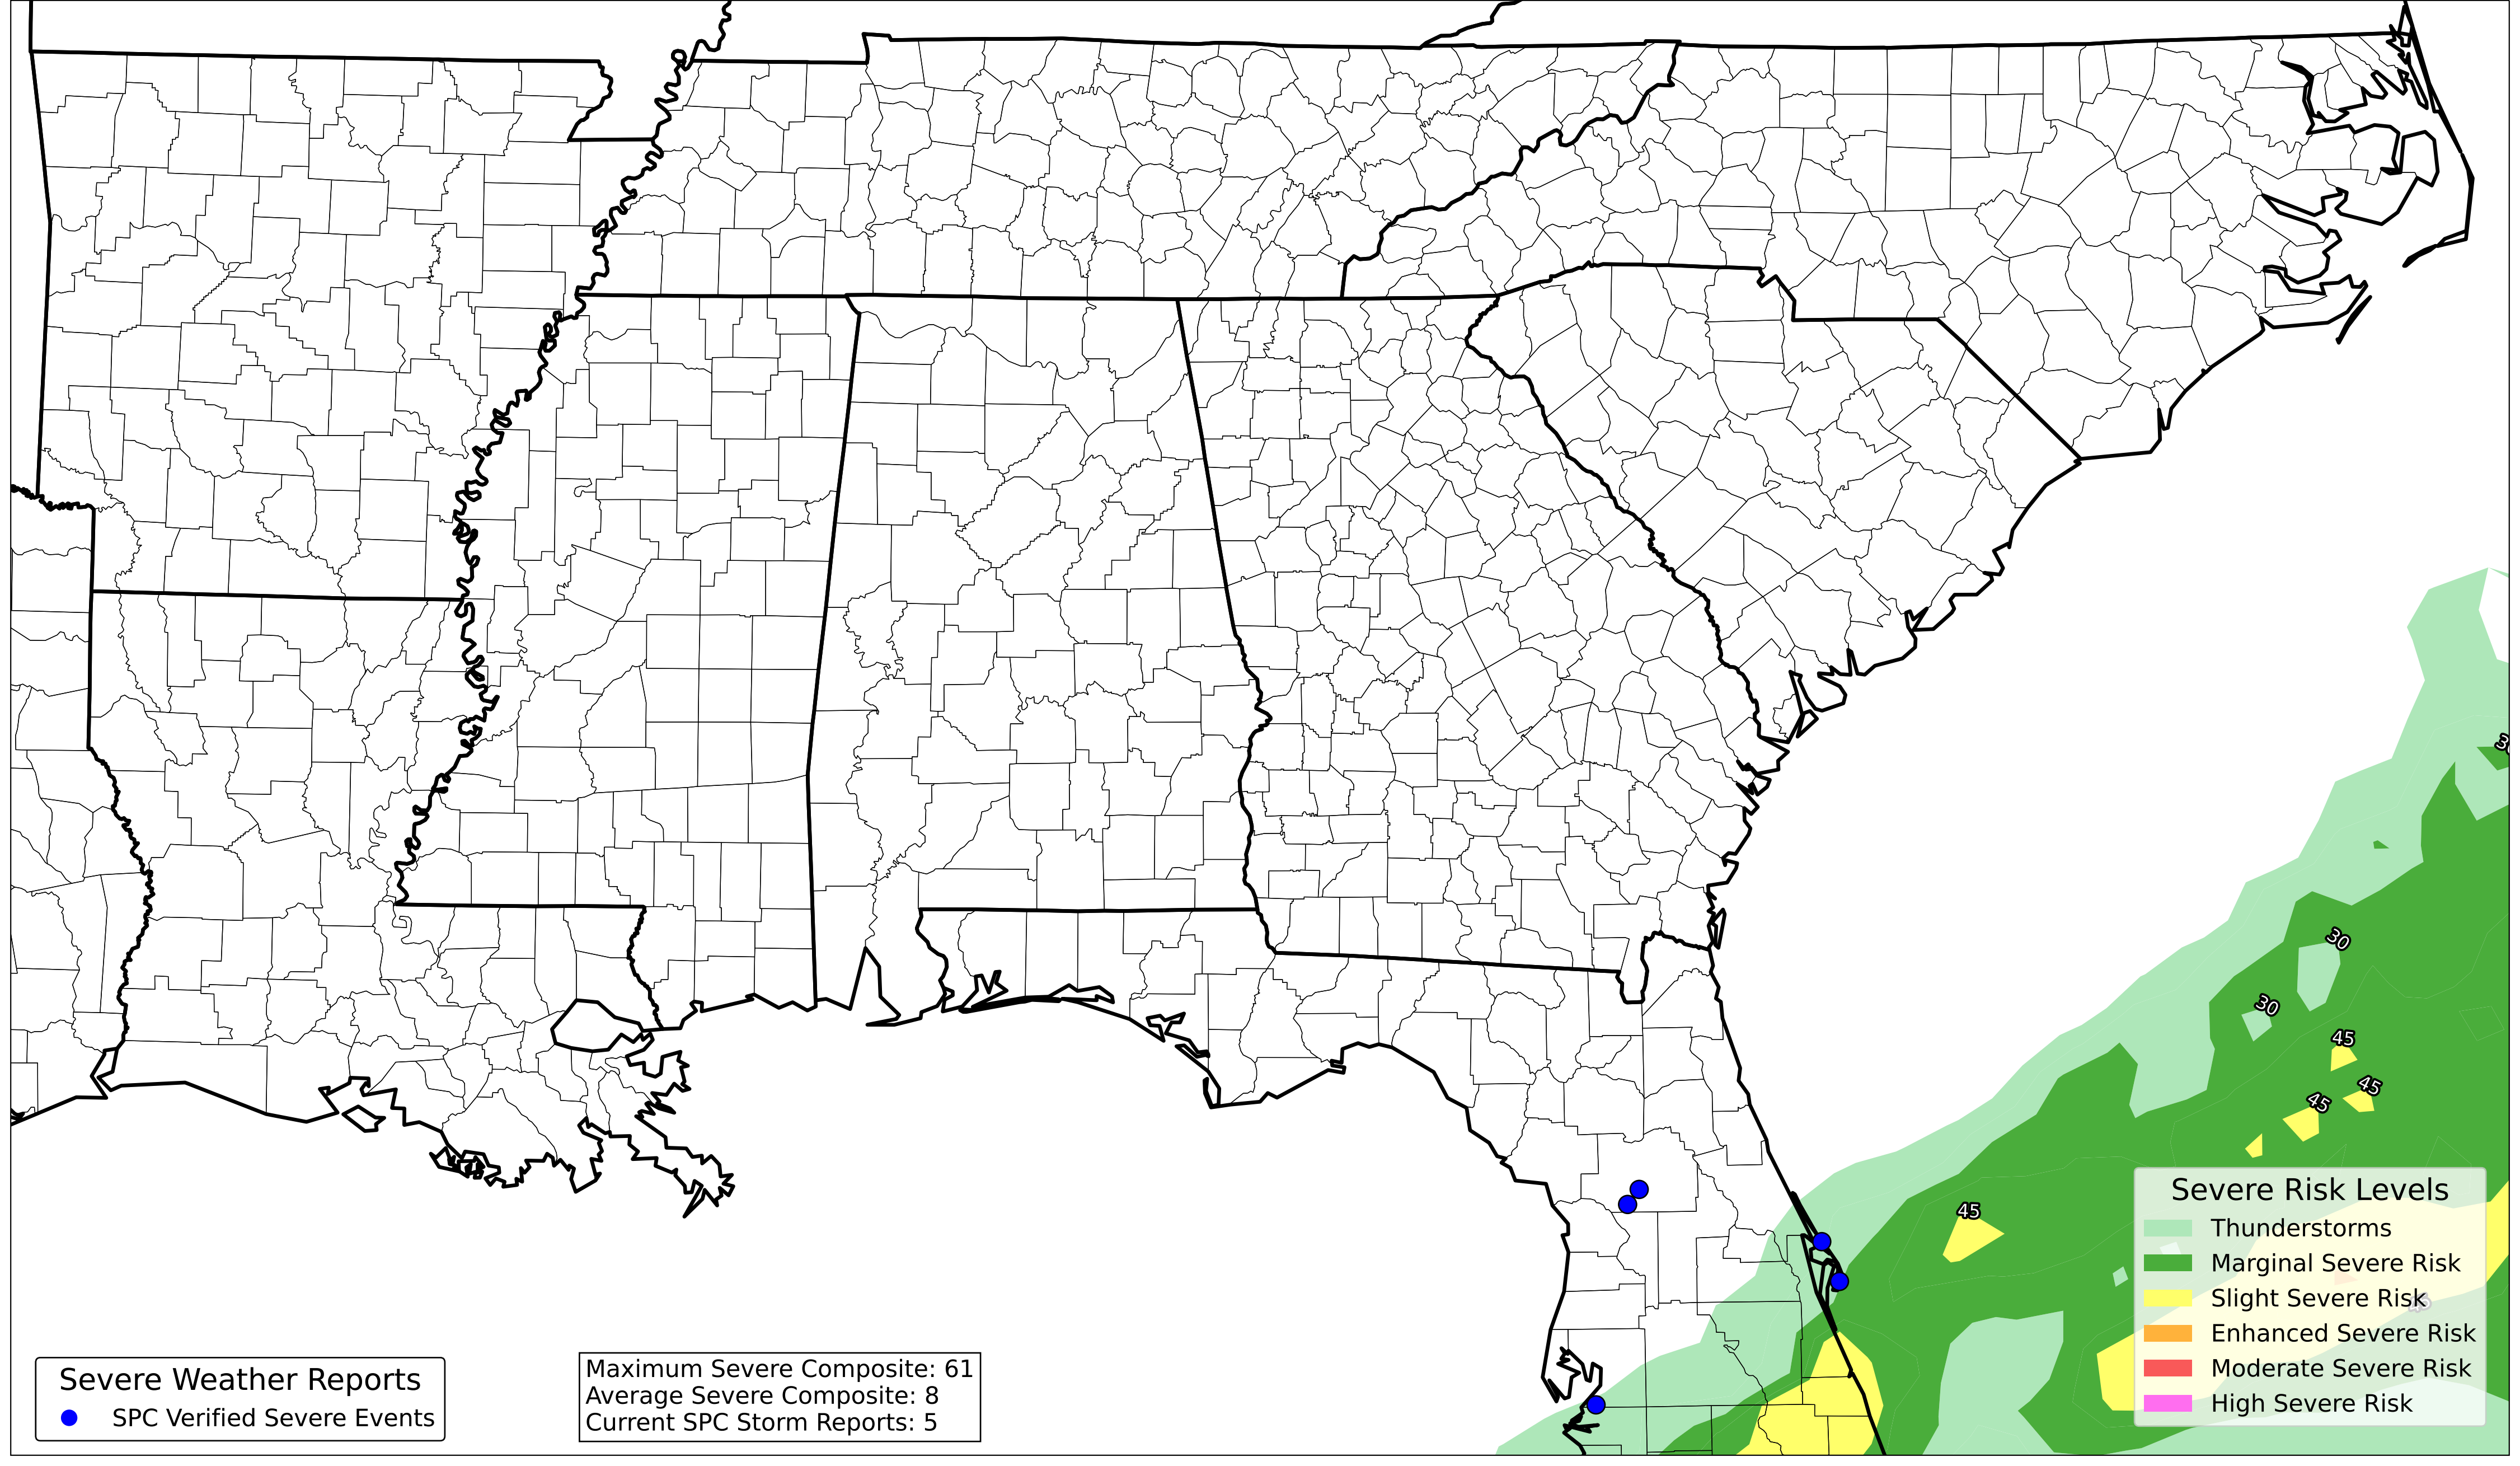 30
30
45
45
45
45
Severe Risk Levels
Thunderstorms
Marginal Severe Risk
Slight Severe Risk
Enhanced Severe Risk
Moderate Severe Risk
High Severe Risk
Severe Weather Reports
SPC Verified Severe Events
Maximum Severe Composite: 61
Average Severe Composite: 8
Current SPC Storm Reports: 5